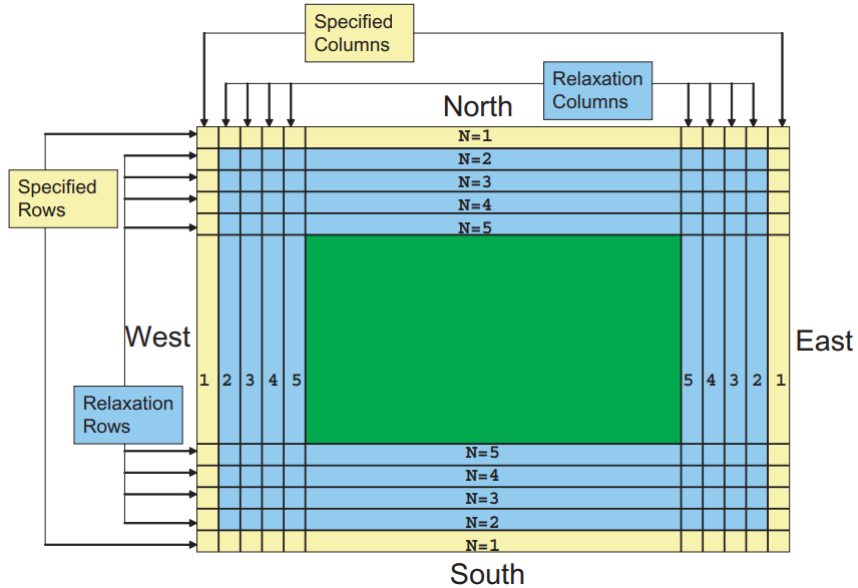 Specified
Columns
Relaxation
Columns
North
N=1
N=2
N=3
N=4
N=5
Specified
Rows
West
East
1 2 3 4 5
5 4 3 2 1
Relaxation
Rows
N=5
N=4
N=3
N=2
N=1
South